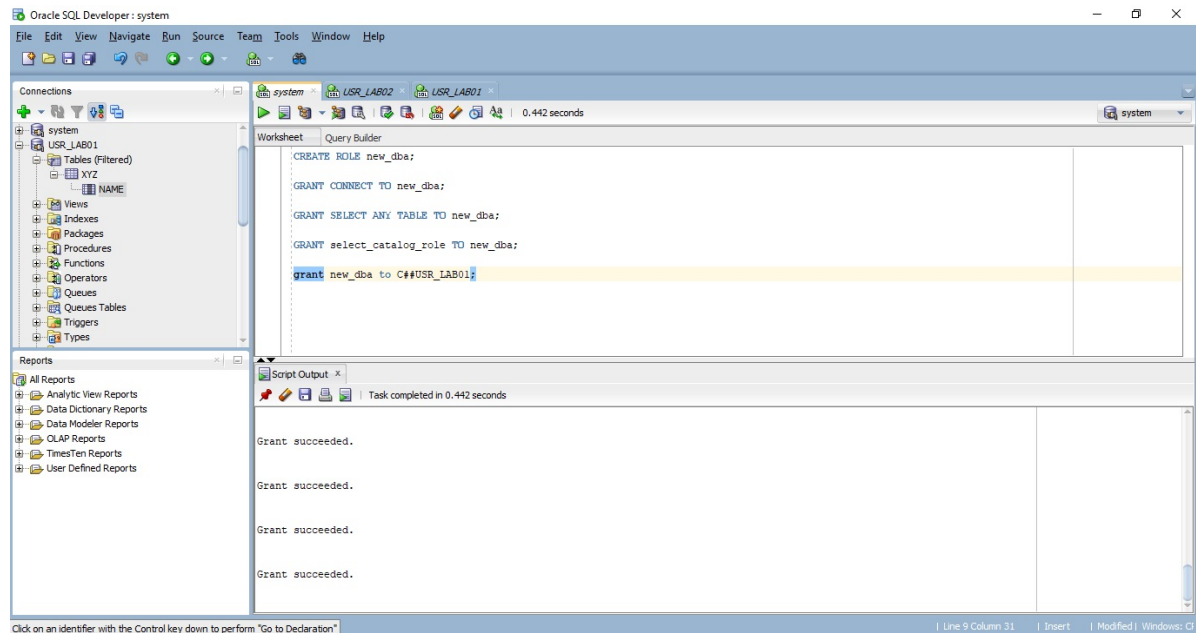 Oracle SQL Developer : system
File Edit View Navigate Run Source Team Tools Window Help
Connections
system
USR_LAB01
Tables (Filtered)
XYZ
NAME
Views
Indexes
Packages
Procedures
Functions
Operators
Queues
Queues Tables
Triggers
Types
Reports
All Reports
Analytic View Reports
Data Dictionary Reports
Data Modeler Reports
OLAP Reports
TimesTen Reports
User Defined Reports
system USR_LAB02 USR_LAB01
0.442 seconds
system
Worksheet Query Builder
CREATE ROLE new_dba;
GRANT CONNECT TO new_dba;
GRANT SELECT ANY TABLE TO new_dba;
GRANT select_catalog_role TO new_dba;
grant new_dba to C##USR_LAB01;
Script Output x
Task completed in 0.442 seconds
Grant succeeded.
Grant succeeded.
Grant succeeded.
Grant succeeded.
Click on an identifier with the Control key down to perform "Go to Declaration"
| Line 9 Column 31 | Insert | Modified | Windows: C